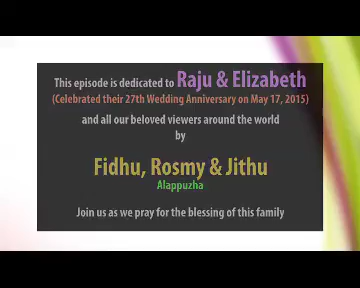 This episode is dedicated to Raju & Elizabeth
(Celebrated their 27th Wedding Anniversary on May 17, 2015)
and all our beloved viewers around the world
by
Fidhu, Rosmy & Jithu
Alappuzha
Join us as we pray for the blessing of this family